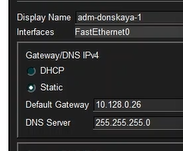 Display Name adm-donskaya-1
Interfaces FastEthernet0
Gateway/DNS IPv4
DHCP
Static
Default Gateway 10.128.0.26
DNS Server 255.255.255.0